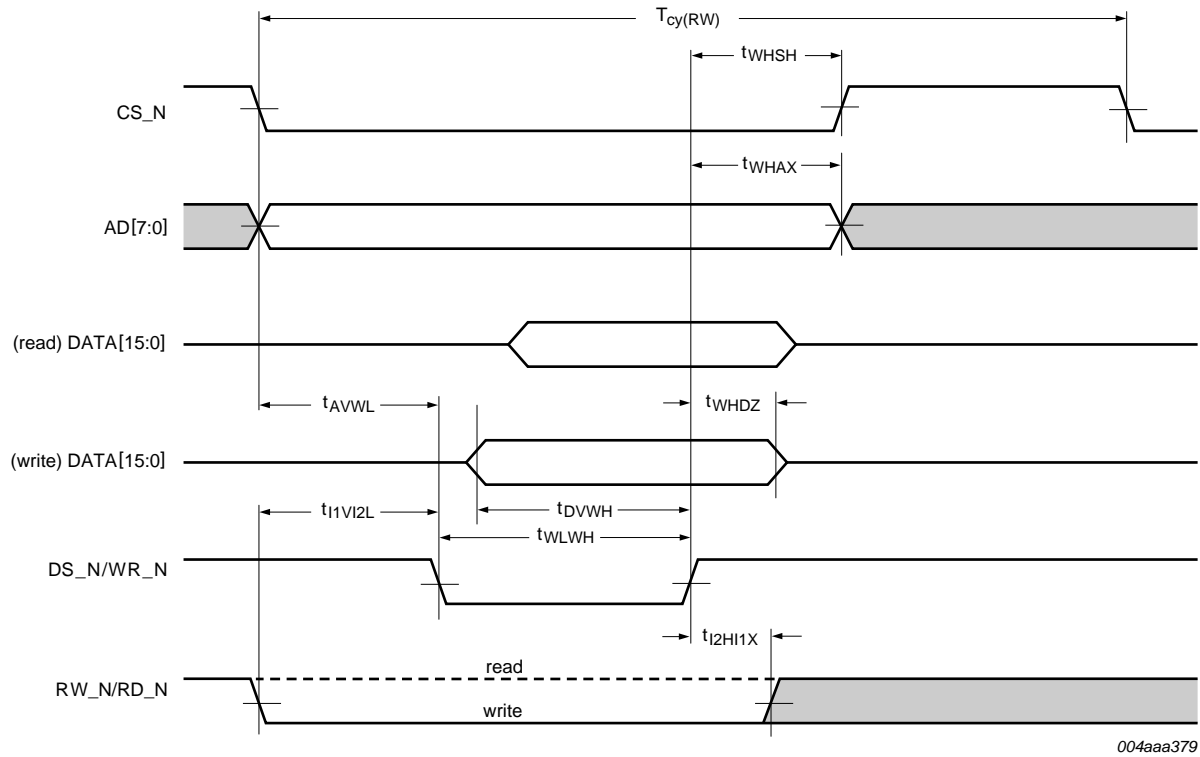 Tcy(RW)
tWHSH
CS_N
tWHAX
AD[7:0]
(read) DATA[15:0]
tAVWL
tWHDZ
(write) DATA[15:0]
tI1VI2L
tDVWH
tWLWH
DS_N/WR_N
tI2HI1X
read
RW_N/RD_N
write
004aaa379